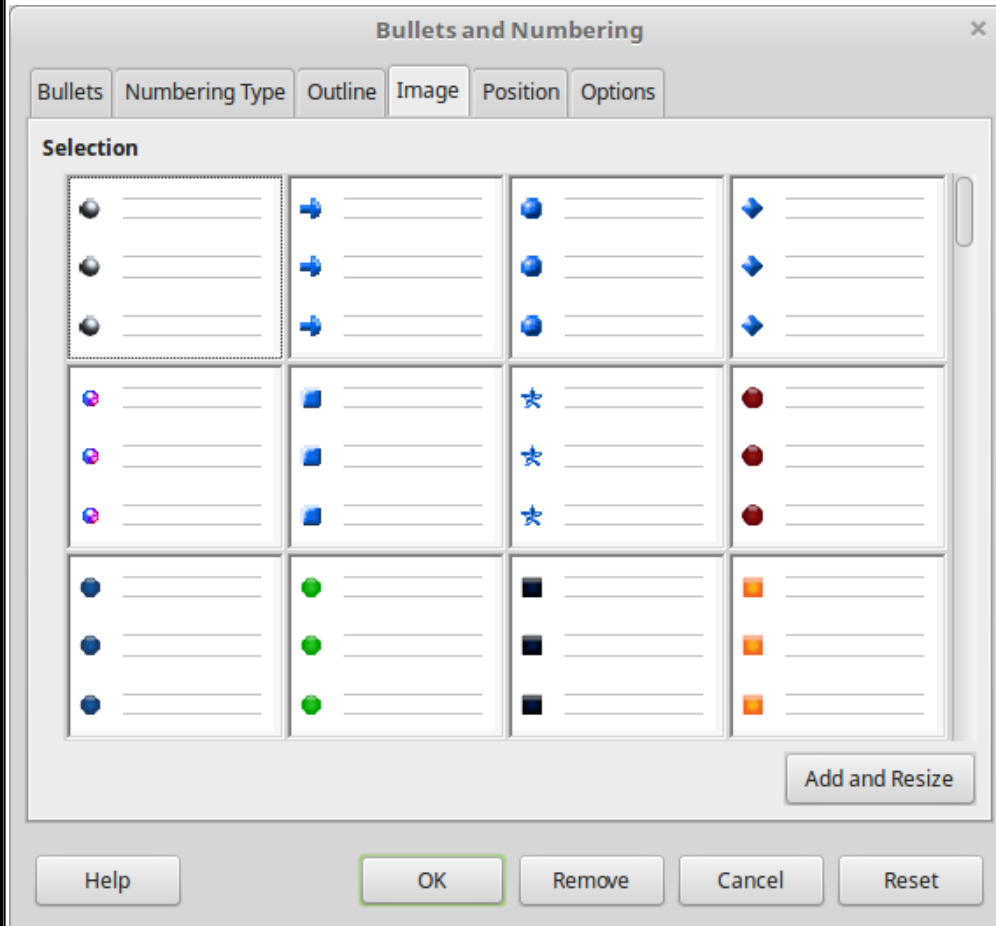 Bullets and Numbering
Bullets Numbering Type Outline Image Position Options
Selection
Add and Resize
Help OK Remove Cancel Reset